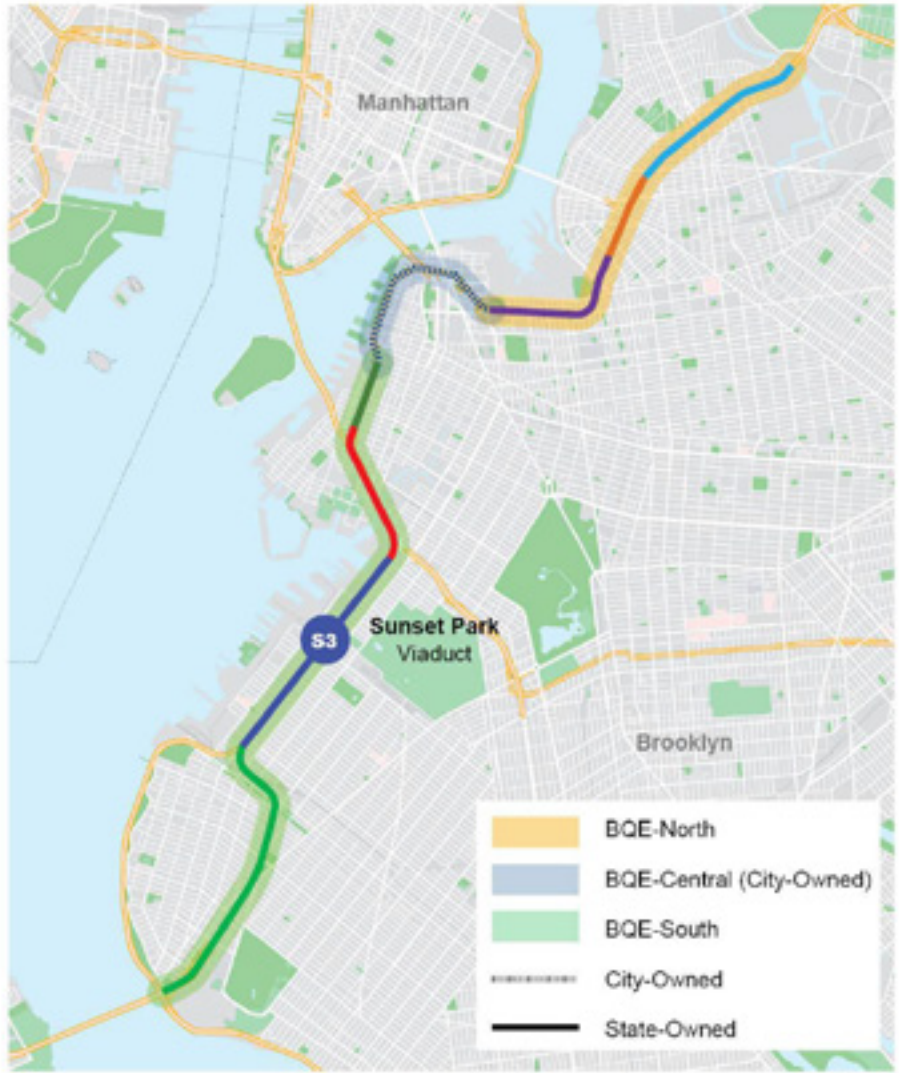 Manhattan
S3
Sunset Park
Viaduct
Brooklyn
BQE-North
BQE-Central (City-Owned)
BQE-South
City-Owned
State-Owned